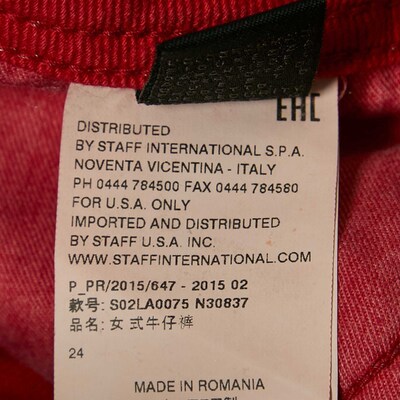 EAC
DISTRIBUTED
BY STAFF INTERNATIONAL S.P.A.
NOVENTA VICENTINA - ITALY
PH 0444 784500 FAX 0444 784580
FOR U.S.A. ONLY
IMPORTED AND DISTRIBUTED
BY STAFF U.S.A. INC.
WWW.STAFFINTERNATIONAL.COM
P_PR/2015/647 - 2015 02
款号: S02LA0075 N30837
品名: 女式牛仔裤
24
MADE IN ROMANIA